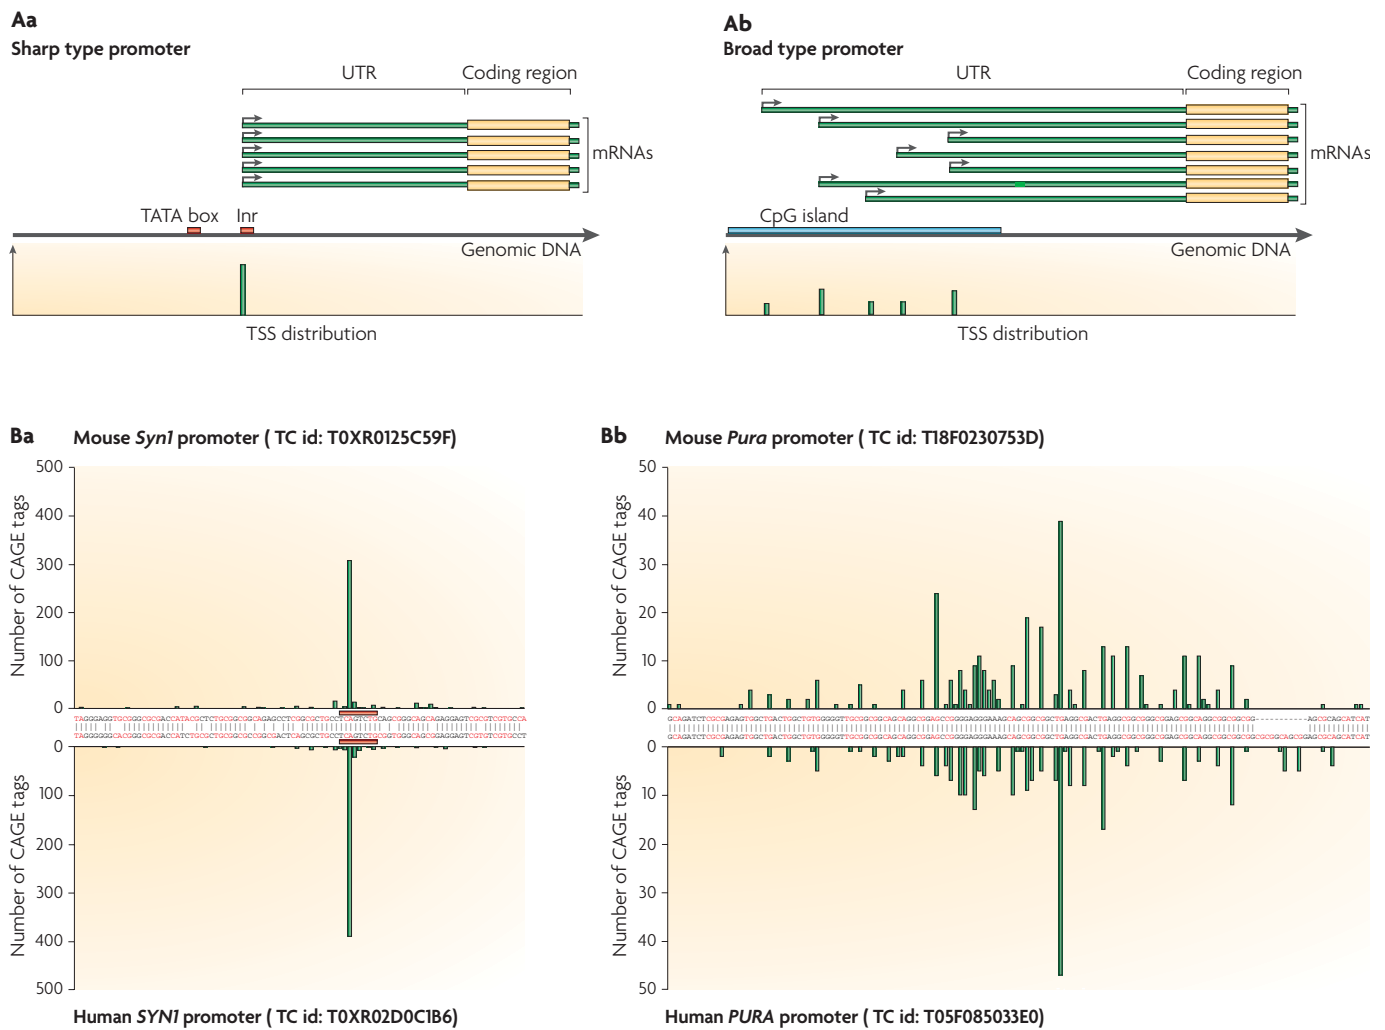 Aa
Sharp type promoter
UTR
Coding region
mRNAs
TATA box
Inr
Genomic DNA
TSS distribution
Ab
Broad type promoter
UTR
Coding region
mRNAs
CpG island
Genomic DNA
TSS distribution
Ba Mouse Syn1 promoter ( TC id: T0XR0125C59F)
Number of CAGE tags
500
400
300
200
100
0
0
100
200
300
400
500
Number of CAGE tags
Human SYN1 promoter ( TC id: T0XR02D0C1B6)
Bb Mouse Pura promoter ( TC id: T18F0230753D)
Number of CAGE tags
50
40
30
20
10
0
0
10
20
30
40
50
Number of CAGE tags
Human PURA promoter ( TC id: T05F085033E0)